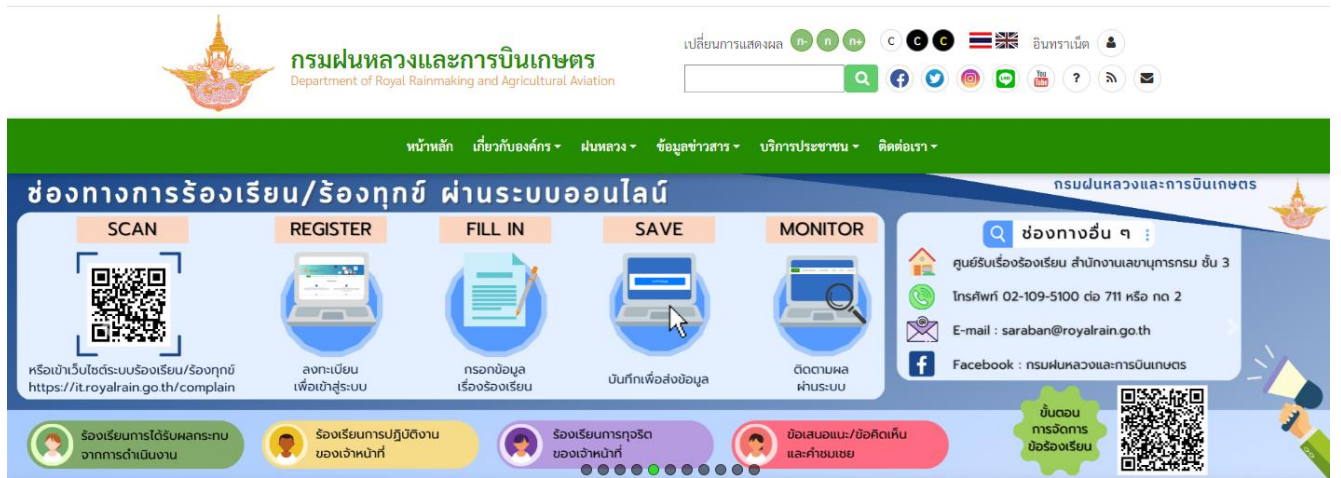 กรมฝนหลวงและการบินเกษตร
Department of Royal Rainmaking and Agricultural Aviation
เปลี่ยนการแสดงผล ก- ก ก+ C C C อินทราเน็ต
You Tube ?
หน้าหลัก เกี่ยวกับองค์กร ฝนหลวง ข้อมูลข่าวสาร บริการประชาชน ติดต่อเรา
ช่องทางการร้องเรียน/ร้องทุกข์ ผ่านระบบออนไลน์
กรมฝนหลวงและการบินเกษตร
SCAN
หรือเข้าเว็บไซต์ระบบร้องเรียน/ร้องทุกข์
https://it.royalrain.go.th/complain
REGISTER
ลงทะเบียน
เพื่อเข้าสู่ระบบ
FILL IN
กรอกข้อมูล
เรื่องร้องเรียน
SAVE
บันทึกเพื่อส่งข้อมูล
MONITOR
ติดตามผล
ผ่านระบบ
ช่องทางอื่น ๆ
ศูนย์รับเรื่องร้องเรียน สำนักงานเลขานุการกรม ชั้น 3
โทรศัพท์ 02-109-5100 ต่อ 711 หรือ กด 2
E-mail : saraban@royalrain.go.th
Facebook : กรมฝนหลวงและการบินเกษตร
ร้องเรียนการได้รับผลกระทบ
จากการดำเนินงาน
ร้องเรียนการปฏิบัติงาน
ของเจ้าหน้าที่
ร้องเรียนการทุจริต
ของเจ้าหน้าที่
ข้อเสนอแนะ/ข้อคิดเห็น
และคำชมเชย
ขั้นตอน
การจัดการ
ข้อร้องเรียน